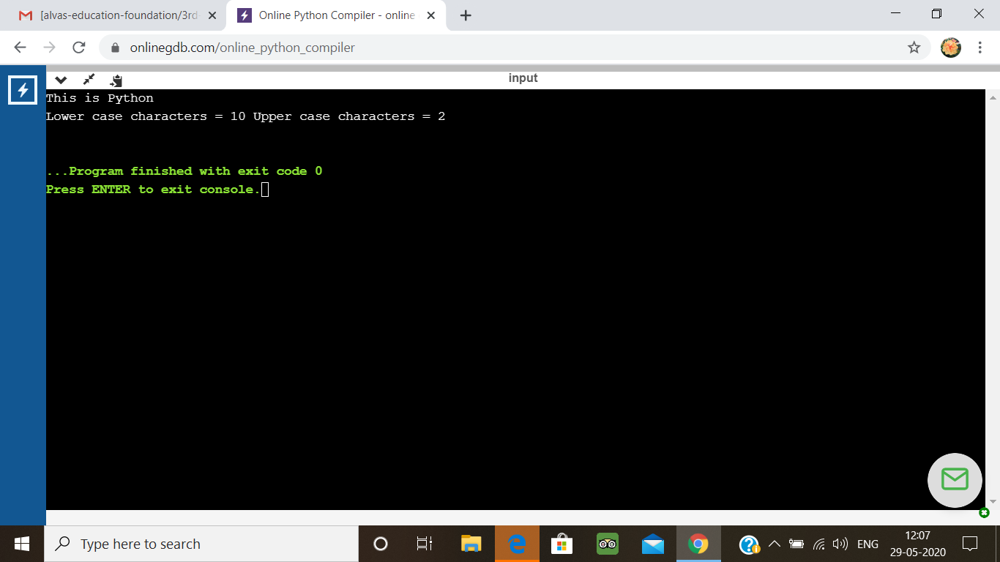 [alvas-education-foundation/3rd-
Online Python Compiler - online
onlinegdb.com/online_python_compiler
input
This is Python
Lower case characters = 10 Upper case characters = 2
...Program finished with exit code 0
Press ENTER to exit console.
Type here to search
ENG
12:07
29-05-2020